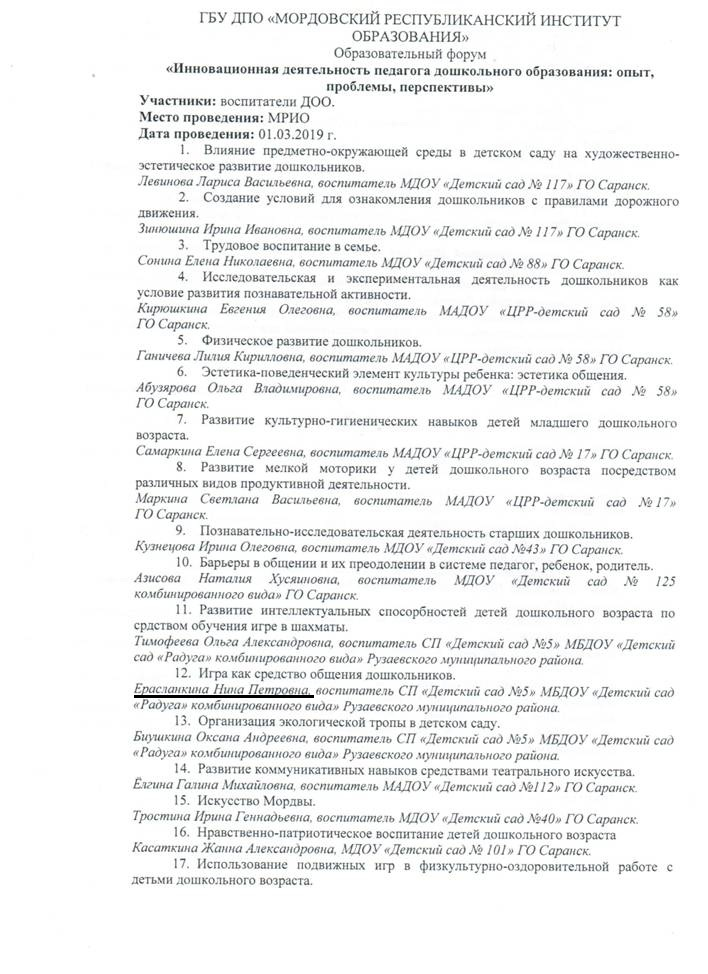 ГБУ ДПО «МОРДОВСКИЙ РЕСПУБЛИКАНСКИЙ ИНСТИТУТ
ОБРАЗОВАНИЯ»
Образовательный форум
«Инновационная деятельность педагога дошкольного образования: опыт,
проблемы, перспективы»
Участники: воспитатели ДОО.
Место проведения: МРИО
Дата проведения: 01.03.2019 г.
1. Влияние предметно-окружающей среды в детском саду на художественно-
эстетическое развитие дошкольников.
Левинова Лариса Васильевна, воспитатель МДОУ «Детский сад № 117» ГО Саранск.
2. Создание условий для ознакомления дошкольников с правилами дорожного
движения.
Зинюшина Ирина Ивановна, воспитатель МДОУ «Детский сад № 117» ГО Саранск.
3. Трудовое воспитание в семье.
Сонина Елена Николаевна, воспитатель МДОУ «Детский сад № 88» ГО Саранск.
4. Исследовательская и экспериментальная деятельность дошкольников как
условие развития познавательной активности.
Кирюшкина Евгения Олеговна, воспитатель МАДОУ «ЦРР-детский сад № 58»
ГО Саранск.
5. Физическое развитие дошкольников.
Ганичева Лилия Кирилловна, воспитатель МАДОУ «ЦРР-детский сад № 58» ГО Саранск.
6. Эстетика-поведенческий элемент культуры ребенка: эстетика общения.
Абузярова Ольга Владимировна, воспитатель МАДОУ «ЦРР-детский сад № 58»
ГО Саранск.
7. Развитие культурно-гигиенических навыков детей младшего дошкольного
возраста.
Самаркина Елена Сергеевна, воспитатель МАДОУ «ЦРР-детский сад № 17» ГО Саранск.
8. Развитие мелкой моторики у детей дошкольного возраста посредством
различных видов продуктивной деятельности.
Маркина Светлана Васильевна, воспитатель МАДОУ «ЦРР-детский сад №17»
ГО Саранск.
9. Познавательно-исследовательская деятельность старших дошкольников.
Кузнецова Ирина Олеговна, воспитатель МДОУ «Детский сад №43» ГО Саранск.
10. Барьеры в общении и их преодолении в системе педагог, ребенок, родитель.
Азисова Наталия Хусяиновна, воспитатель МДОУ «Детский сад № 125
комбинированного вида» ГО Саранск.
11. Развитие интеллектуальных спосорбностей детей дошкольного возраста по
срдством обучения игре в шахматы.
Тимофеева Ольга Александровна, воспитатель СП «Детский сад №5» МБДОУ «Детский
сад «Радуга» комбинированного вида» Рузаевского муниципального района.
12. Игра как средство общения дошкольников.
Ерасланкина Нина Петровна, воспитатель СП «Детский сад №5» МБДОУ «Детский сад
«Радуга» комбинированного вида» Рузаевского муниципального района.
13. Организация экологической тропы в детском саду.
Биушкина Оксана Андреевна, воспитатель СП «Детский сад №5» МБДОУ «Детский сад
«Радуга» комбинированного вида» Рузаевского муниципального района.
14. Развитие коммуникативных навыков средствами театрального искусства.
Ёлгина Галина Михайловна, воспитатель МАДОУ «Детский сад №112» ГО Саранск.
15. Искусство Мордвы.
Тростина Ирина Геннадьевна, воспитатель МДОУ «Детский сад №40» ГО Саранск.
16. Нравственно-патриотическое воспитание детей дошкольного возраста
Касаткина Жанна Александровна, МДОУ «Детский сад № 101» ГО Саранск.
17. Использование подвижных игр в физкультурно-оздоровительной работе с
детьми дошкольного возраста.